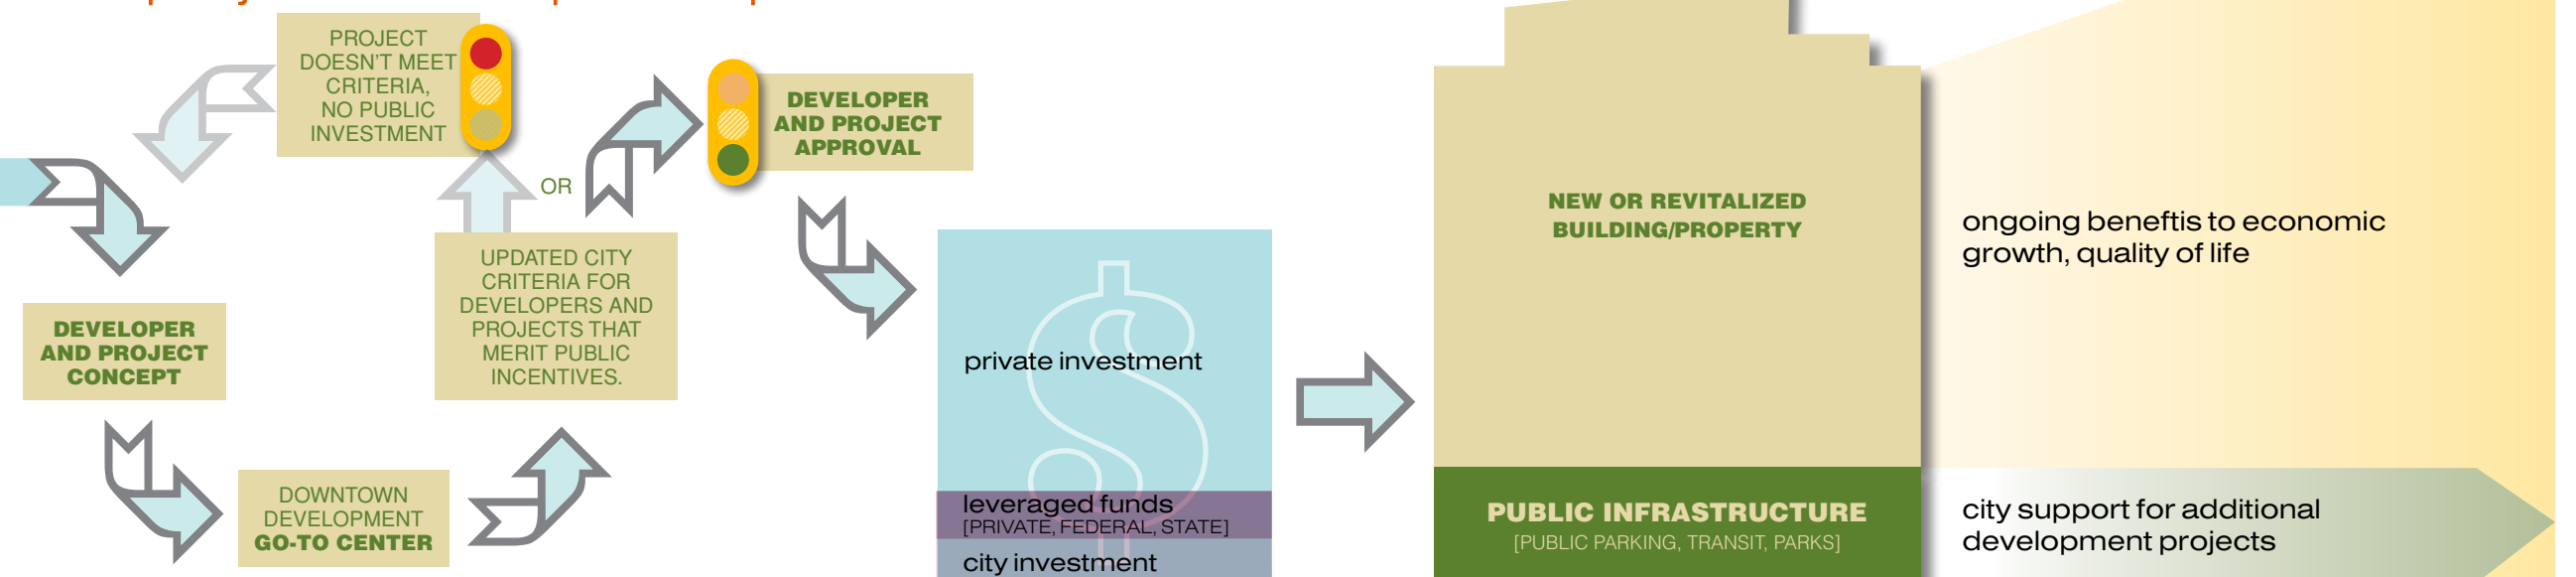 PROJECT
DOESN'T MEET
CRITERIA,
NO PUBLIC
INVESTMENT
OR
DEVELOPER
AND PROJECT
APPROVAL
DEVELOPER
AND PROJECT
CONCEPT
UPDATED CITY
CRITERIA FOR
DEVELOPERS AND
PROJECTS THAT
MERIT PUBLIC
INCENTIVES.
DOWNTOWN
DEVELOPMENT
GO-TO CENTER
private investment
leveraged funds
[PRIVATE, FEDERAL, STATE]
city investment
NEW OR REVITALIZED
BUILDING/PROPERTY
PUBLIC INFRASTRUCTURE
[PUBLIC PARKING, TRANSIT, PARKS]
ongoing beneftis to economic
growth, quality of life
city support for additional
development projects